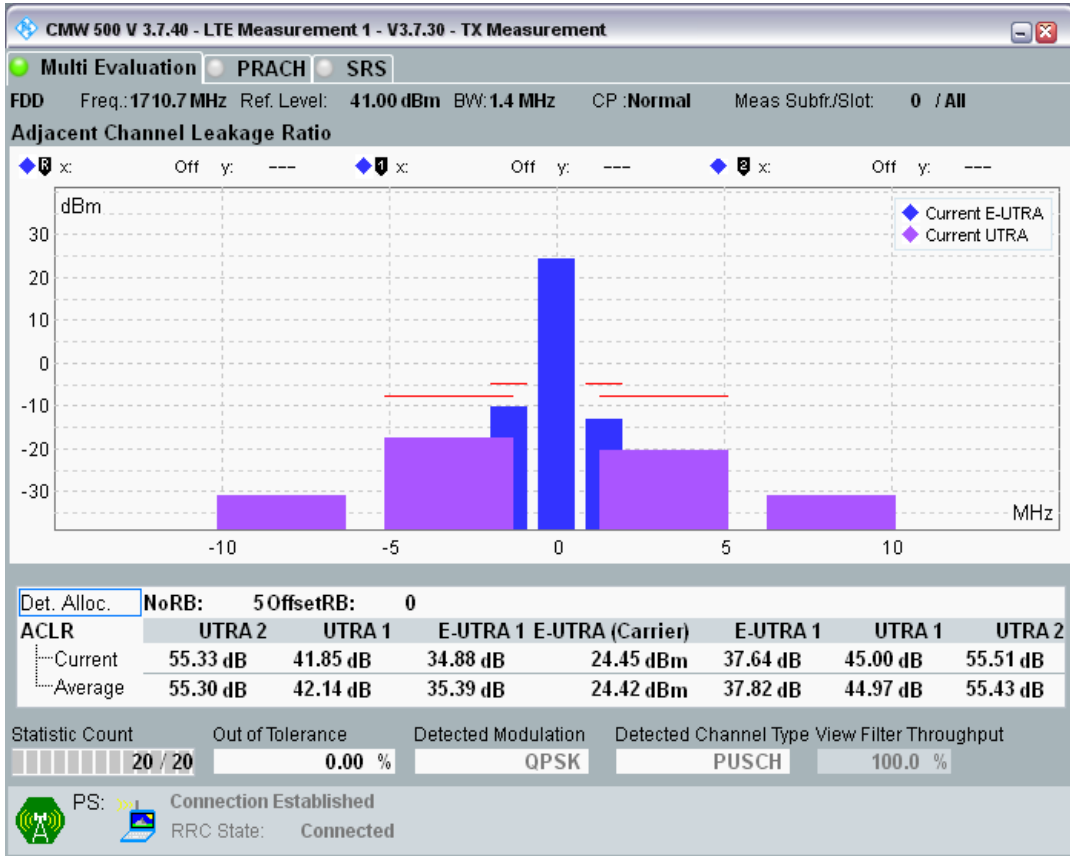 CMW 500 V 3.7.40 - LTE Measurement 1 - V3.7.30 - TX Measurement
Multi Evaluation PRACH SRS
FDD Freq.:1710.7 MHz Ref. Level: 41.00 dBm BW:1.4 MHz CP :Normal Meas Subfr./Slot: 0 / All
Adjacent Channel Leakage Ratio
R x: Off y: --- 1 x: Off y: --- 2 x: Off y: ---
dBm
Current E-UTRA
Current UTRA
30
20
10
0
-10
-20
-30
MHz
-10 -5 0 5 10
Det. Alloc. NoRB: 5 OffsetRB: 0
ACLR UTRA 2 UTRA 1 E-UTRA 1 E-UTRA (Carrier) E-UTRA 1 UTRA 1 UTRA 2
Current 55.33 dB 41.85 dB 34.88 dB 24.45 dBm 37.64 dB 45.00 dB 55.51 dB
Average 55.30 dB 42.14 dB 35.39 dB 24.42 dBm 37.82 dB 44.97 dB 55.43 dB
Statistic Count Out of Tolerance Detected Modulation Detected Channel Type View Filter Throughput
20 / 20 0.00 % QPSK PUSCH 100.0 %
PS: Connection Established
RRC State: Connected